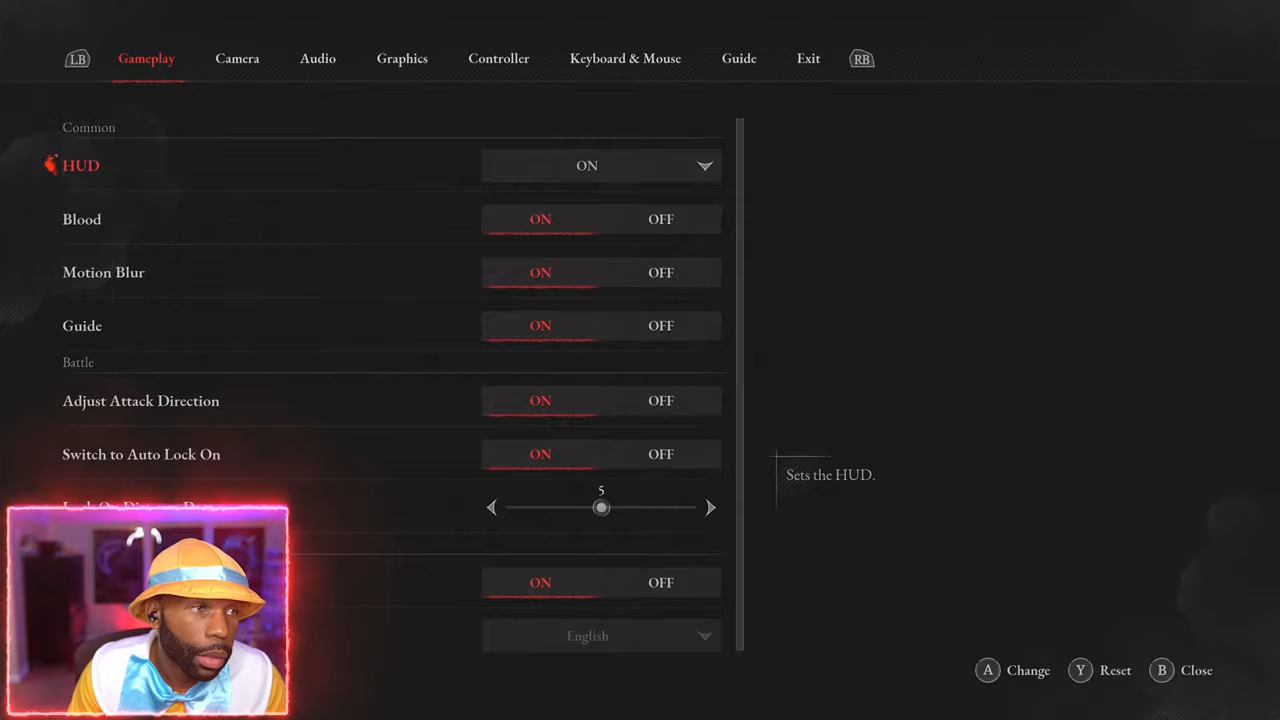 LB Gameplay Camera Audio Graphics Controller Keyboard & Mouse Guide Exit RB
Common
HUD ON
Blood ON OFF
Motion Blur ON OFF
Guide ON OFF
Battle
Adjust Attack Direction ON OFF
Switch to Auto Lock On ON OFF
5
Sets the HUD.
ON OFF
English
A Change Y Reset B Close